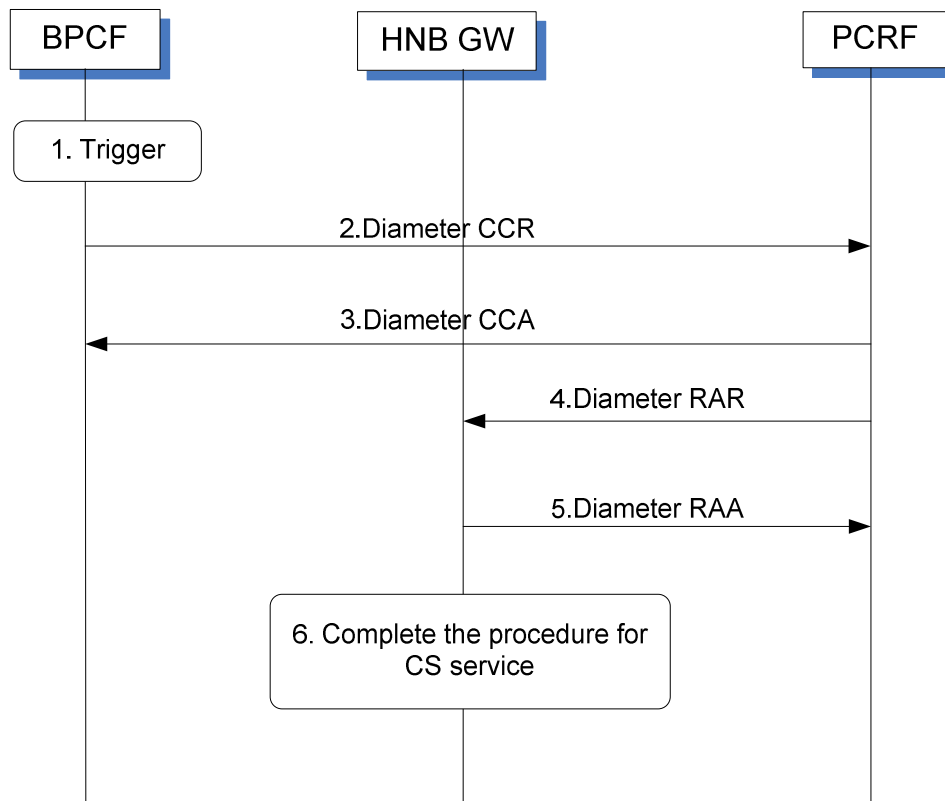 BPCF
HNB GW
PCRF
1. Trigger
2.Diameter CCR
3.Diameter CCA
4.Diameter RAR
5.Diameter RAA
6. Complete the procedure for
CS service